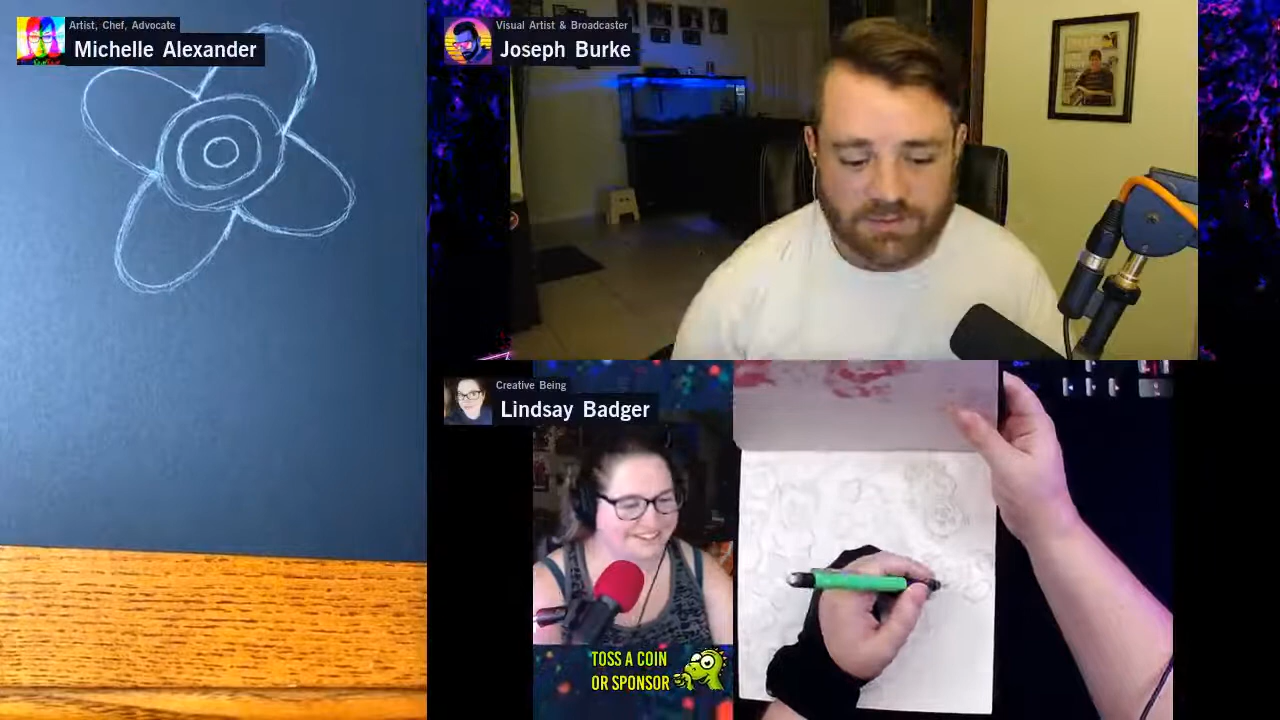 Artist, Chef, Advocate
Michelle Alexander
Visual Artist & Broadcaster
Joseph Burke
Creative Being
Lindsay Badger
TOSS A COIN
OR SPONSOR